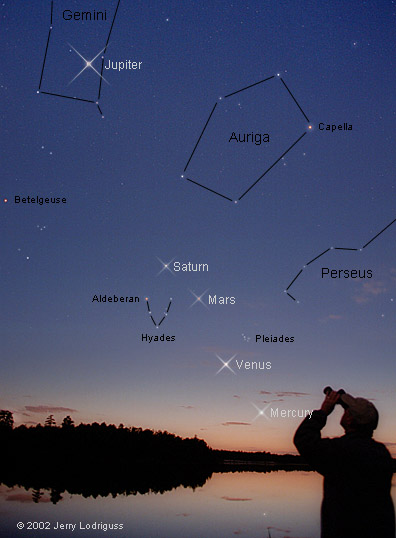 Gemini
Jupiter
Capella
Auriga
Betelgeuse
Saturn
Perseus
Aldeberan
Mars
Hyades
Pleiades
Venus
Mercury
© 2002 Jerry Lodriguss